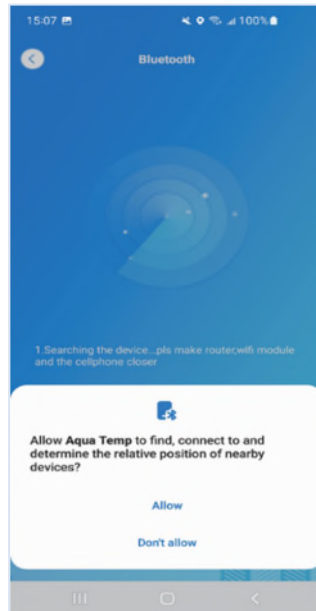 15:07 100%
Bluetooth
1.Searching the device...pls make router,wifi module
and the cellphone closer
Allow Aqua Temp to find, connect to and
determine the relative position of nearby
devices?
Allow
Don't allow